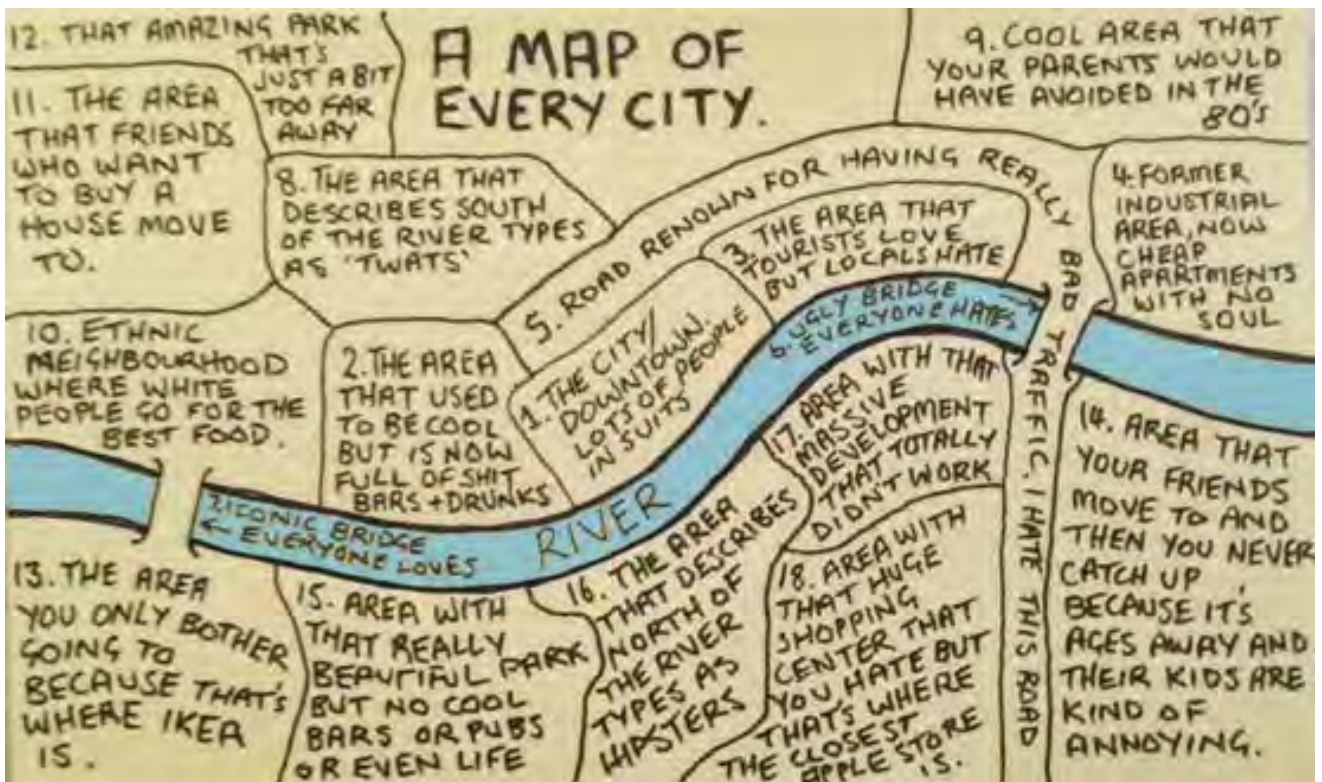 A MAP OF
EVERY CITY.
12. THAT AMAZING PARK
THAT'S
JUST A BIT
TOO FAR
AWAY
11. THE AREA
THAT FRIENDS
WHO WANT
TO BUY A
HOUSE MOVE
TO.
8. THE AREA THAT
DESCRIBES SOUTH
OF THE RIVER TYPES
AS 'TWATS'
9. COOL AREA THAT
YOUR PARENTS WOULD
HAVE AVOIDED IN THE
80'S
5. ROAD RENOWN FOR HAVING REALLY BAD TRAFFIC. I HATE THIS ROAD
3. THE AREA THAT
TOURISTS LOVE
BUT LOCALS HATE
4. FORMER
INDUSTRIAL
AREA, NOW
CHEAP
APARTMENTS
WITH NO
SOUL
10. ETHNIC
NEIGHBOURHOOD
WHERE WHITE
PEOPLE GO FOR THE
BEST FOOD.
2. THE AREA
THAT USED
TO BE COOL
BUT IS NOW
FULL OF SHIT
BARS + DRUNKS
1. THE CITY/
DOWNTOWN.
LOTS OF PEOPLE
IN SUITS
6. UGLY BRIDGE →
EVERYONE HATES
7. ICONIC BRIDGE
← EVERYONE LOVES
RIVER
13. THE AREA
YOU ONLY BOTHER
GOING TO
BECAUSE THAT'S
WHERE IKEA
IS.
15. AREA WITH
THAT REALLY
BEAUTIFUL PARK
BUT NO COOL
BARS OR PUBS
OR EVEN LIFE
16. THE AREA
THAT DESCRIBES
NORTH OF
THE RIVER
TYPES AS
HIPSTERS
17. AREA WITH THAT
MASSIVE
DEVELOPMENT
THAT TOTALLY
DIDN'T WORK
18. AREA WITH
THAT HUGE
SHOPPING
CENTER THAT
YOU HATE BUT
THAT'S WHERE
THE CLOSEST
APPLE STORE
IS.
14. AREA THAT
YOUR FRIENDS
MOVE TO AND
THEN YOU NEVER
CATCH UP
BECAUSE IT'S
AGES AWAY AND
THEIR KIDS ARE
KIND OF
ANNOYING.